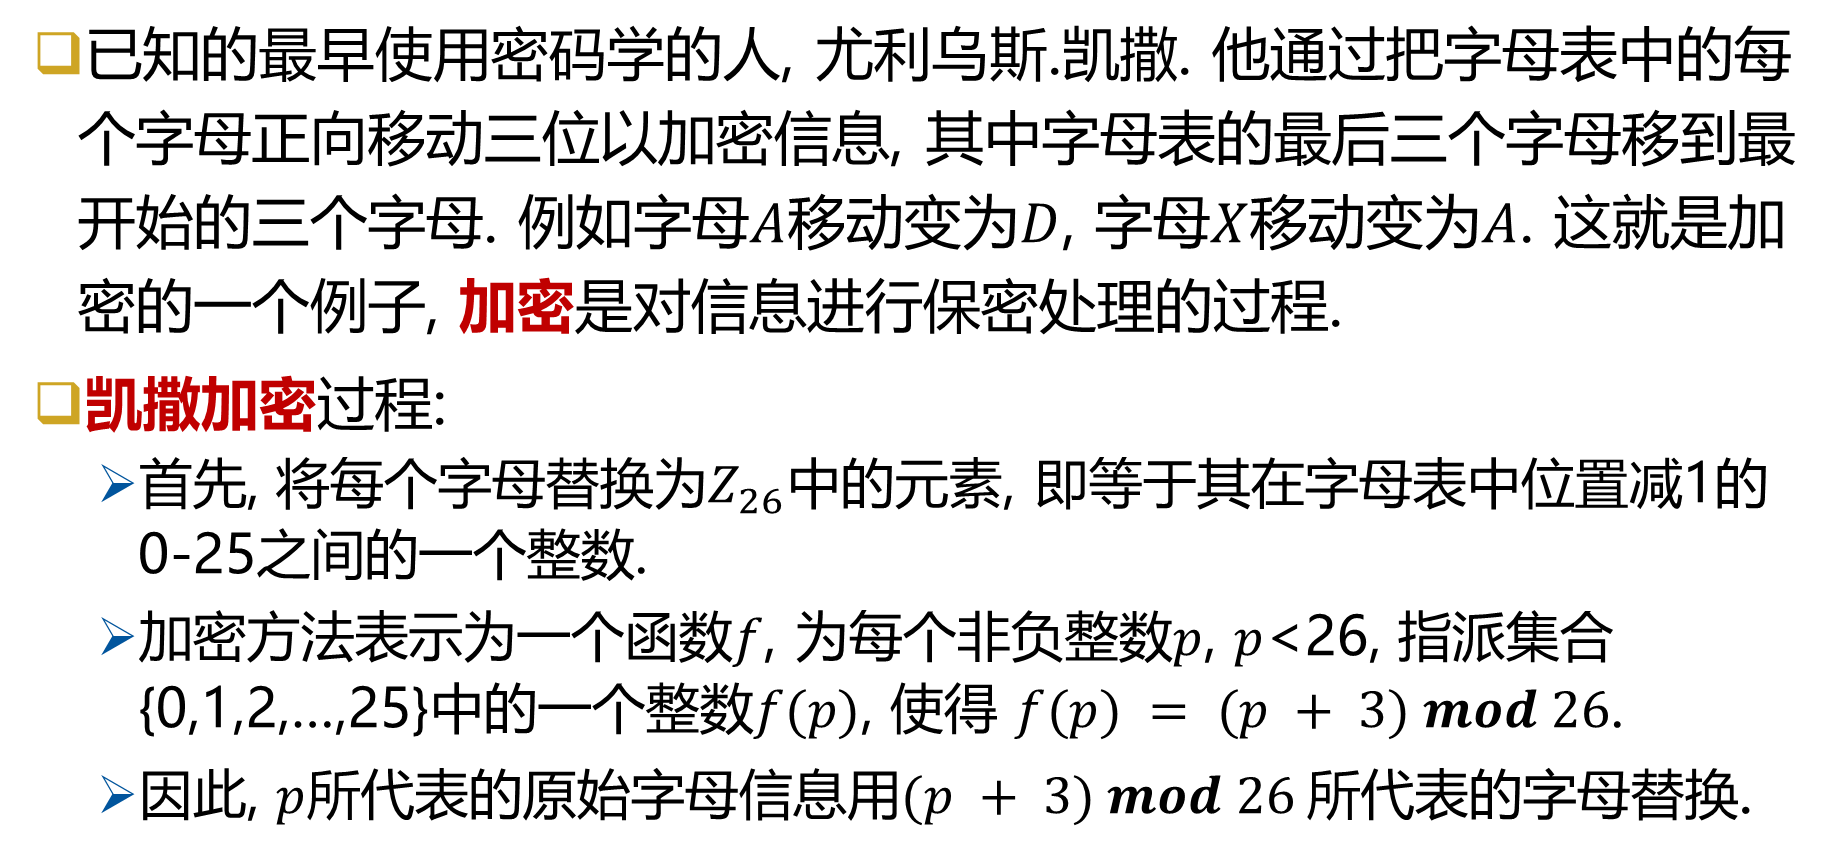 已知的最早使用密码学的人, 尤利乌斯.凯撒. 他通过把字母表中的每
个字母正向移动三位以加密信息, 其中字母表的最后三个字母移到最
开始的三个字母. 例如字母A移动变为D, 字母X移动变为A. 这就是加
密的一个例子, 加密是对信息进行保密处理的过程.
凯撒加密过程:
首先, 将每个字母替换为Z₂₆中的元素, 即等于其在字母表中位置减1的
0-25之间的一个整数.
加密方法表示为一个函数f, 为每个非负整数p, p<26, 指派集合
{0,1,2,…,25}中的一个整数f(p), 使得 f(p) = (p + 3) mod 26.
因此, p所代表的原始字母信息用(p + 3) mod 26 所代表的字母替换.